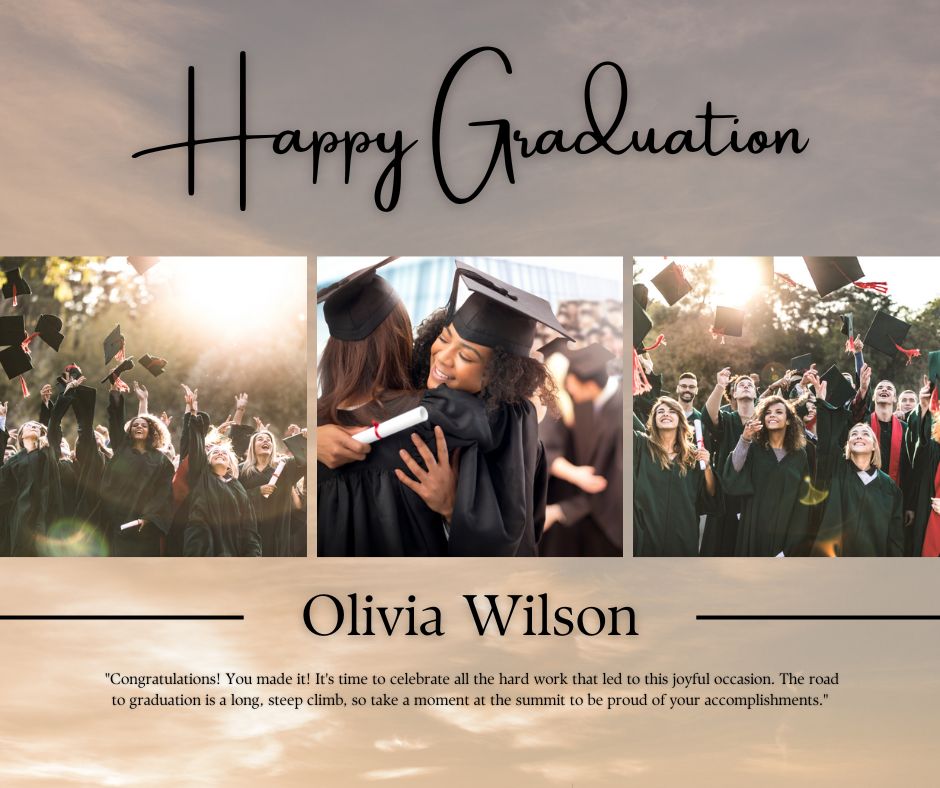 Happy Graduation
Olivia Wilson
"Congratulations! You made it! It's time to celebrate all the hard work that led to this joyful occasion. The road
to graduation is a long, steep climb, so take a moment at the summit to be proud of your accomplishments."